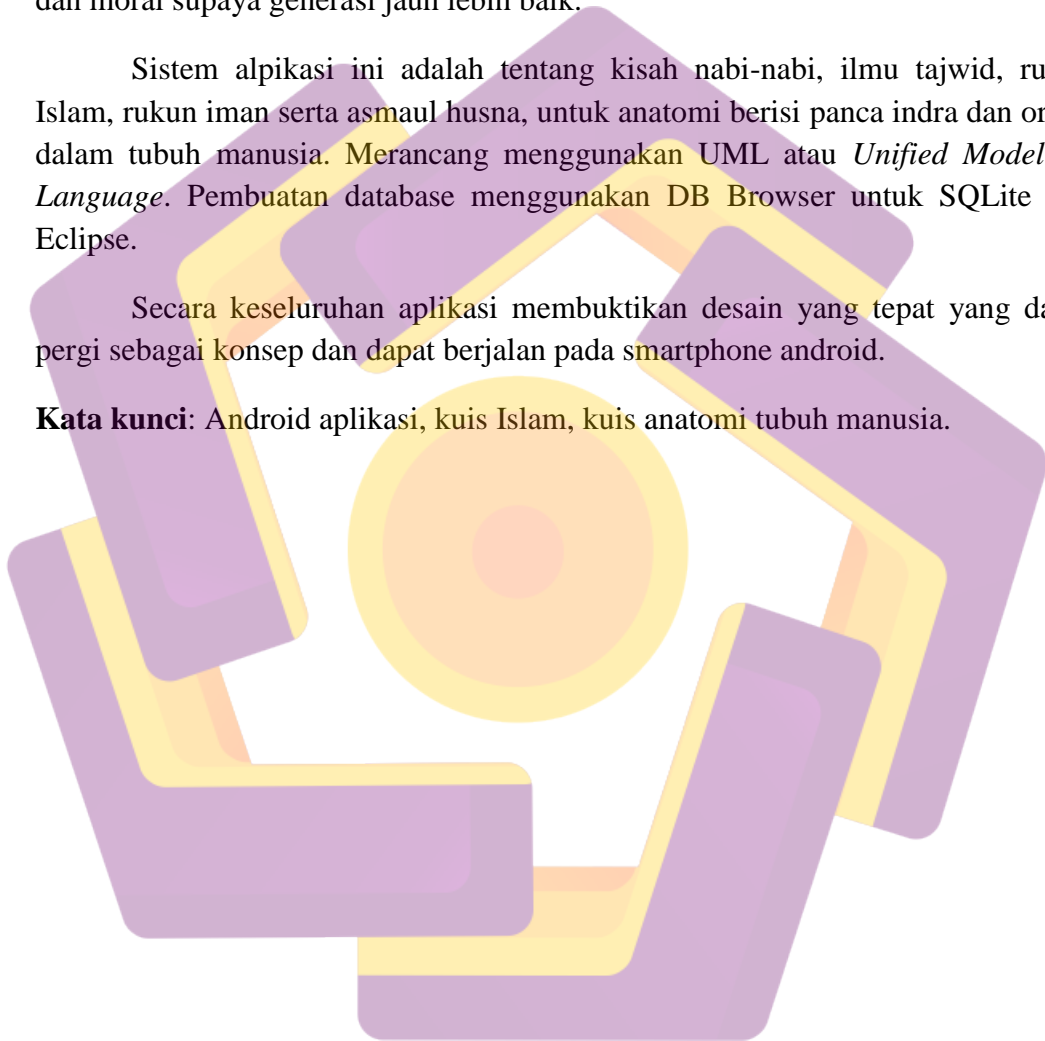 dan moral supaya generasi jauh lebih baik.
Sistem alpikasi ini adalah tentang kisah nabi-nabi, ilmu tajwid, ru
Islam, rukun iman serta asmaul husna, untuk anatomi berisi panca indra dan or
dalam tubuh manusia. Merancang menggunakan UML atau Unified Model
Language. Pembuatan database menggunakan DB Browser untuk SQLite
Eclipse.
Secara keseluruhan aplikasi membuktikan desain yang tepat yang da
pergi sebagai konsep dan dapat berjalan pada smartphone android.
Kata kunci: Android aplikasi, kuis Islam, kuis anatomi tubuh manusia.